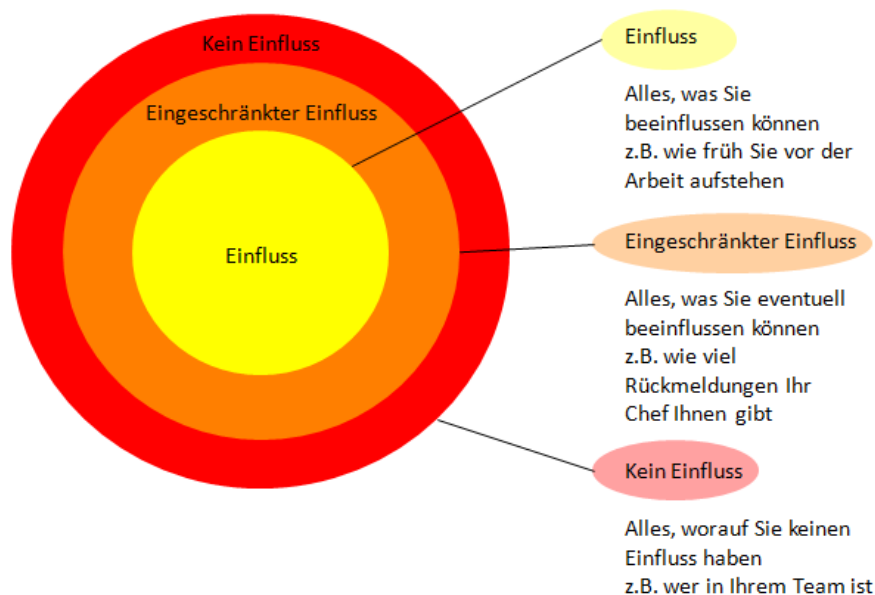 Kein Einfluss
Eingeschränkter Einfluss
Einfluss
Einfluss
Alles, was Sie
beeinflussen können
z.B. wie früh Sie vor der
Arbeit aufstehen
Eingeschränkter Einfluss
Alles, was Sie eventuell
beeinflussen können
z.B. wie viel
Rückmeldungen Ihr
Chef Ihnen gibt
Kein Einfluss
Alles, worauf Sie keinen
Einfluss haben
z.B. wer in Ihrem Team ist